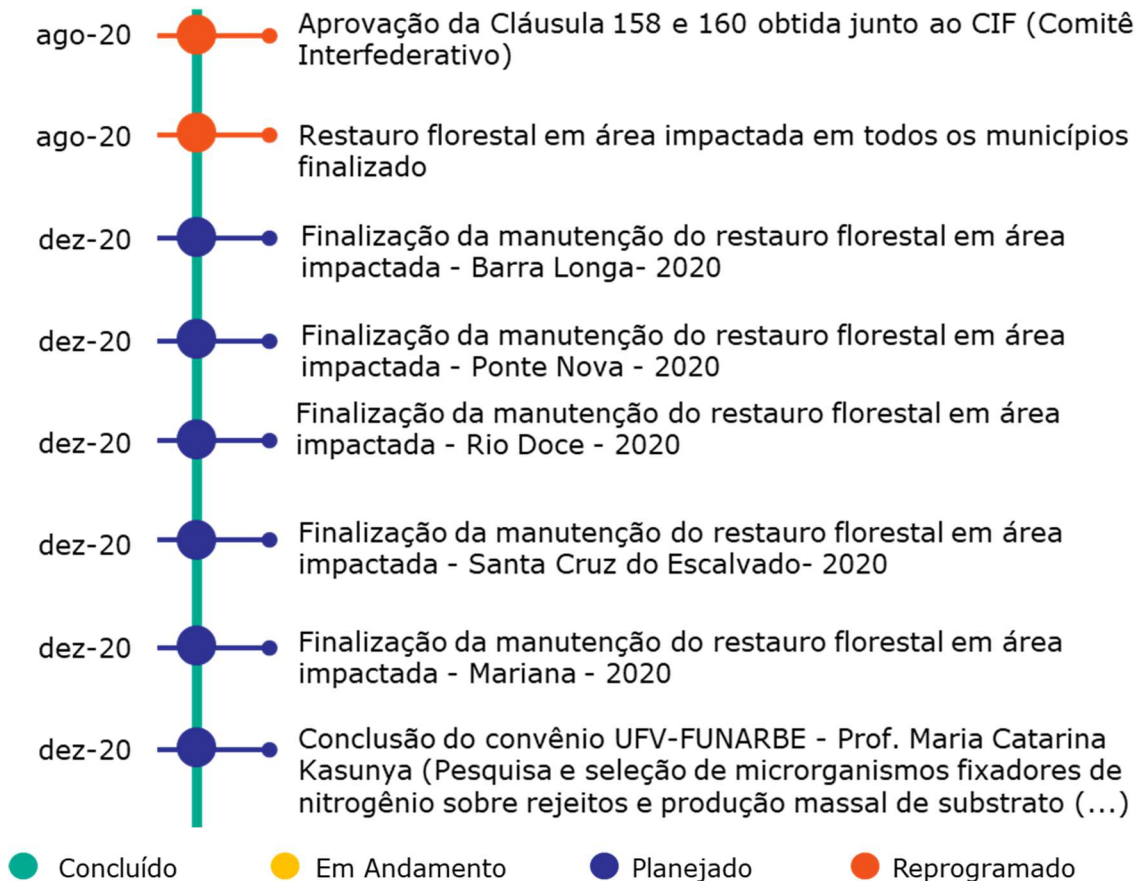 ago-20
Aprovação da Cláusula 158 e 160 obtida junto ao CIF (Comitê
Interfederativo)
ago-20
Restauro florestal em área impactada em todos os municípios
finalizado
dez-20
Finalização da manutenção do restauro florestal em área
impactada - Barra Longa- 2020
dez-20
Finalização da manutenção do restauro florestal em área
impactada - Ponte Nova - 2020
dez-20
Finalização da manutenção do restauro florestal em área
impactada - Rio Doce - 2020
dez-20
Finalização da manutenção do restauro florestal em área
impactada - Santa Cruz do Escalvado- 2020
dez-20
Finalização da manutenção do restauro florestal em área
impactada - Mariana - 2020
dez-20
Conclusão do convênio UFV-FUNARBE - Prof. Maria Catarina
Kasunya (Pesquisa e seleção de microrganismos fixadores de
nitrogênio sobre rejeitos e produção massal de substrato (...)
Concluído
Em Andamento
Planejado
Reprogramado